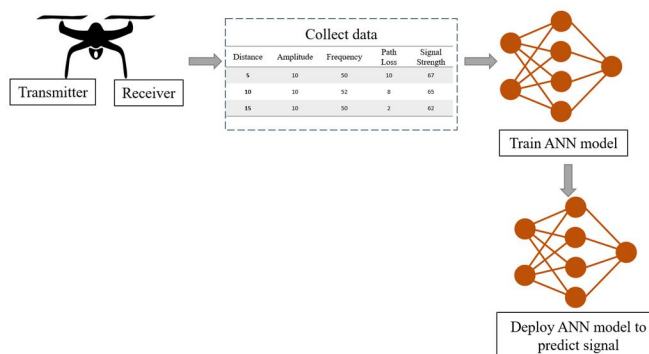 Collect data
Distance Amplitude Frequency Path Loss Signal Strength
5 10 50 10 67
10 10 52 8 65
15 10 50 2 62
Transmitter
Receiver
Train ANN model
Deploy ANN model to
predict signal